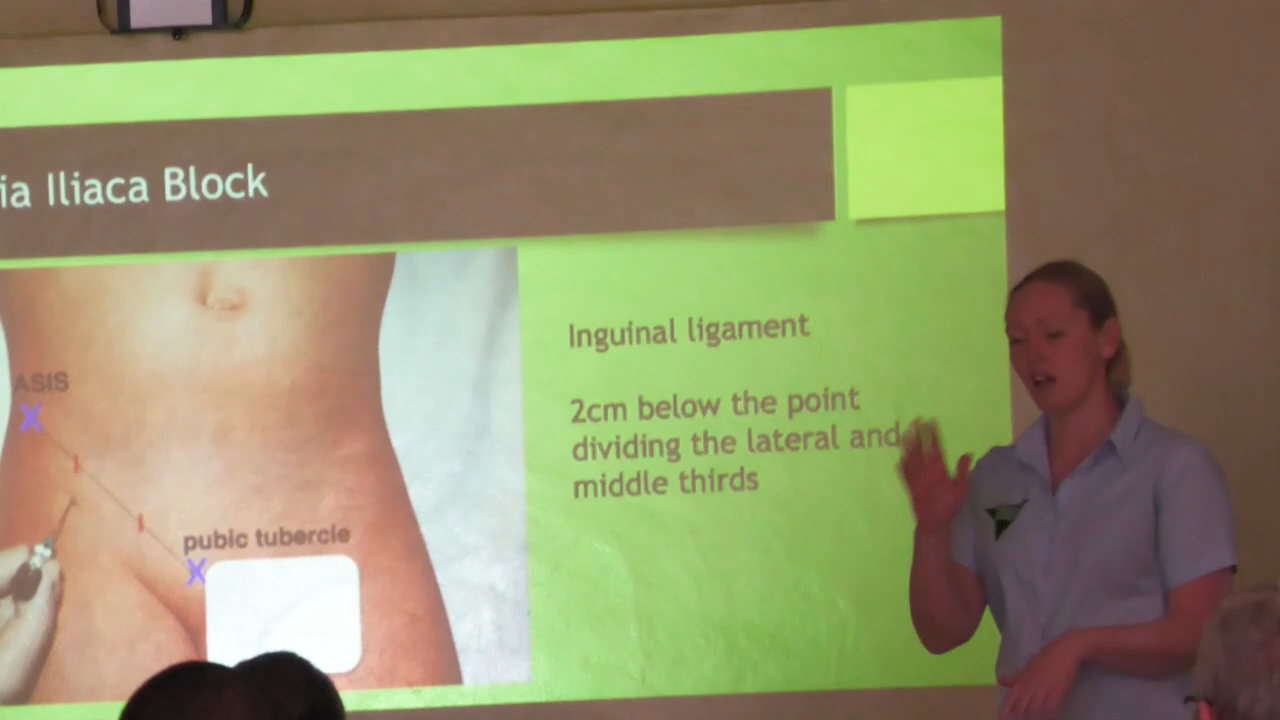 ia Iliaca Block
ASIS
X
pubic tubercle
X
Inguinal ligament
2cm below the point
dividing the lateral and
middle thirds